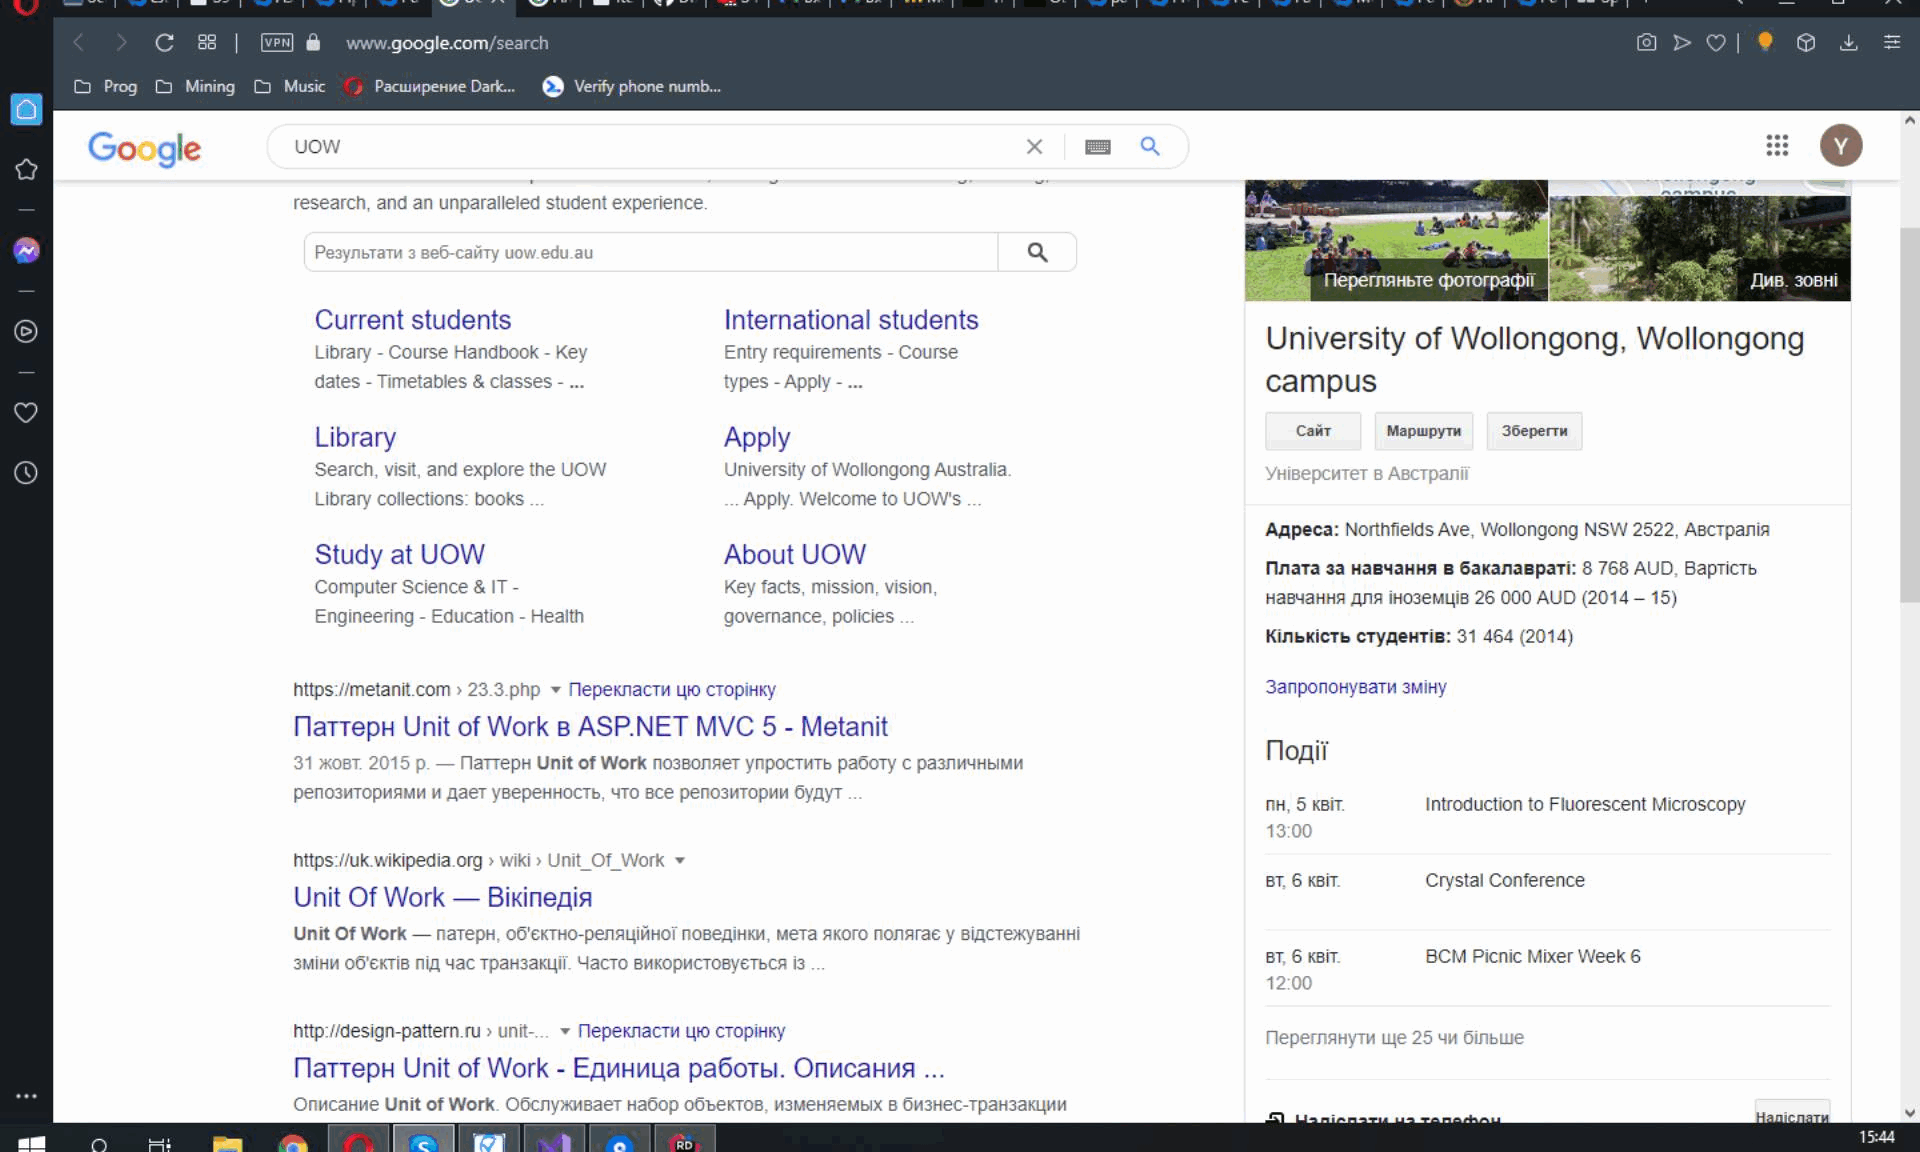 VPN
www.google.com/search
Prog
Mining
Music
Расширение Dark...
Verify phone numb...
Google
UOW
Y
research, and an unparalleled student experience.
Результати з веб-сайту uow.edu.au
Current students
Library - Course Handbook - Key
dates - Timetables & classes - ...
International students
Entry requirements - Course
types - Apply - ...
Library
Search, visit, and explore the UOW
Library collections: books ...
Apply
University of Wollongong Australia.
... Apply. Welcome to UOW's ...
Study at UOW
Computer Science & IT -
Engineering - Education - Health
About UOW
Key facts, mission, vision,
governance, policies ...
https://metanit.com › 23.3.php Перекласти цю сторінку
Паттерн Unit of Work в ASP.NET MVC 5 - Metanit
31 жовт. 2015 р. — Паттерн Unit of Work позволяет упростить работу с различными
репозиториями и дает уверенность, что все репозитории будут ...
https://uk.wikipedia.org › wiki › Unit_Of_Work
Unit Of Work — Вікіпедія
Unit Of Work — патерн, об'єктно-реляційної поведінки, мета якого полягає у відстежуванні
зміни об'єктів під час транзакції. Часто використовується із ...
http://design-pattern.ru › unit-... Перекласти цю сторінку
Паттерн Unit of Work - Единица работы. Описания ...
Описание Unit of Work. Обслуживает набор объектов, изменяемых в бизнес-транзакции
campus
Перегляньте фотографії
Див. зовні
University of Wollongong, Wollongong
campus
Сайт
Маршрути
Зберегти
Університет в Австралії
Адреса: Northfields Ave, Wollongong NSW 2522, Австралія
Плата за навчання в бакалавраті: 8 768 AUD, Вартість
навчання для іноземців 26 000 AUD (2014 – 15)
Кількість студентів: 31 464 (2014)
Запропонувати зміну
Події
пн, 5 квіт.
13:00
Introduction to Fluorescent Microscopy
вт, 6 квіт.
Crystal Conference
вт, 6 квіт.
12:00
BCM Picnic Mixer Week 6
Переглянути ще 25 чи більше
Надіслати на телефон
Надіслати
RD
15:44